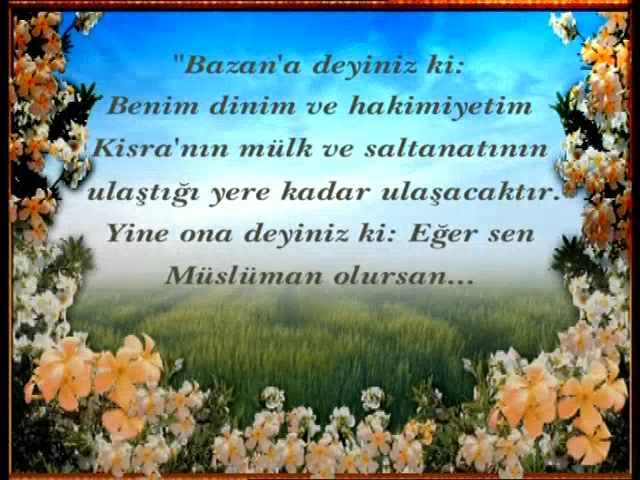 "Bazan'a deyiniz ki:
Benim dinim ve hakimiyetim
Kisra'nın mülk ve saltanatının
ulaştığı yere kadar ulaşacaktır.
Yine ona deyiniz ki: Eğer sen
Müslüman olursan...